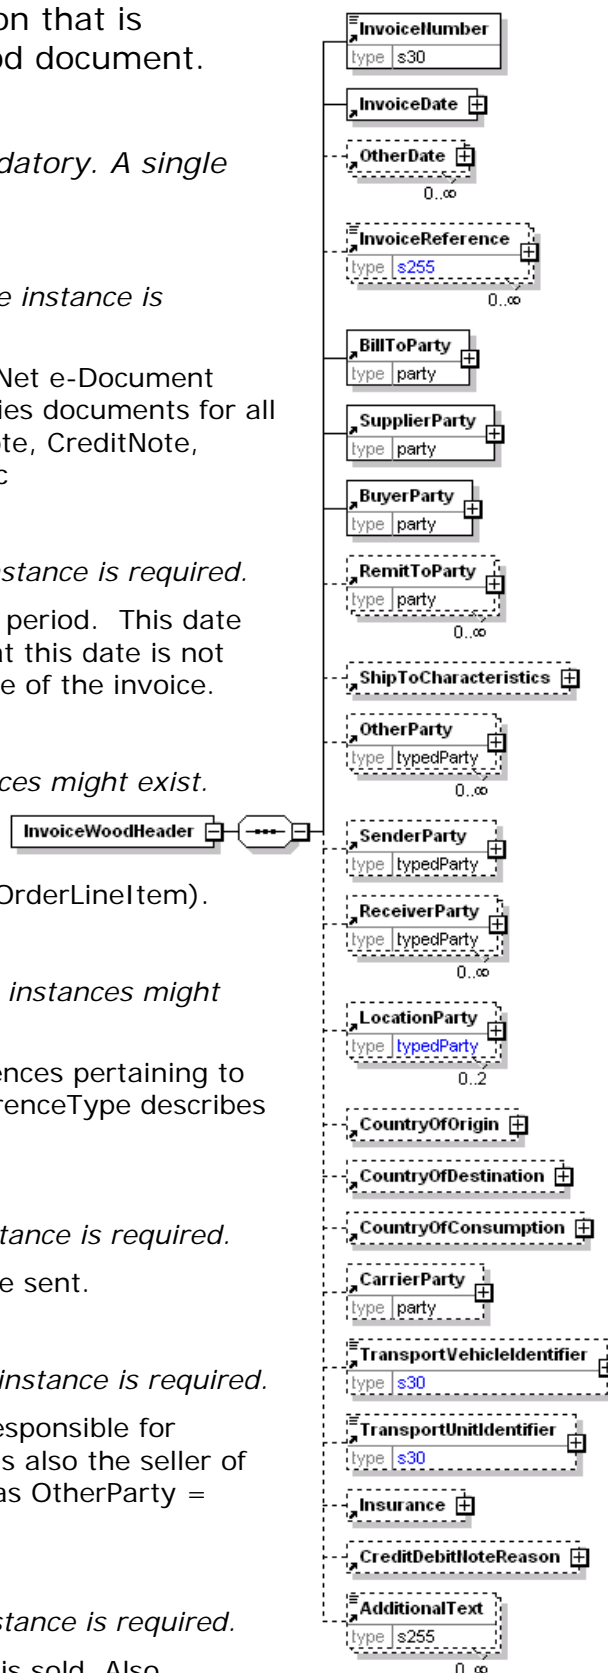 on that is
od document.
datory. A single
e instance is
Net e-Document
ies documents for all
ote, CreditNote,
c
nstance is required.
period.  This date
at this date is not
e of the invoice.
ces might exist.
OrderLineItem).
instances might
ences pertaining to
renceType describes
tance is required.
e sent.
instance is required.
esponsible for
s also the seller of
as OtherParty =
stance is required.
is sold. Also
InvoiceWoodHeader
InvoiceNumber
type s30
InvoiceDate
OtherDate
0..∞
InvoiceReference
type s255
0..∞
BillToParty
type party
SupplierParty
type party
BuyerParty
type party
RemitToParty
type party
0..∞
ShipToCharacteristics
OtherParty
type typedParty
0..∞
SenderParty
type typedParty
ReceiverParty
type typedParty
0..∞
LocationParty
type typedParty
0..2
CountryOfOrigin
CountryOfDestination
CountryOfConsumption
CarrierParty
type party
TransportVehicleIdentifier
type s30
TransportUnitIdentifier
type s30
Insurance
CreditDebitNoteReason
AdditionalText
type s255
0..∞